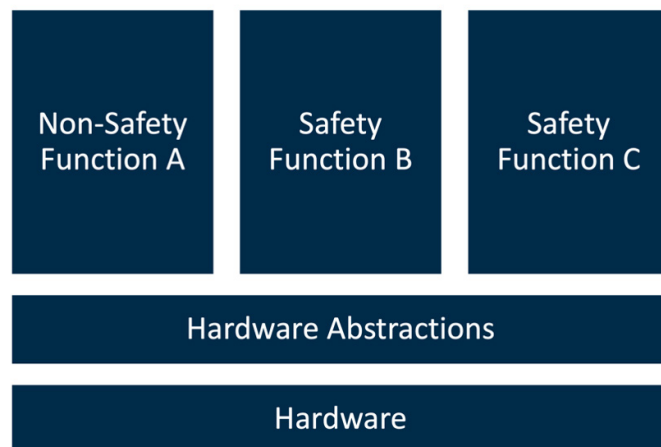 Non-Safety
Function A
Safety
Function B
Safety
Function C
Hardware Abstractions
Hardware